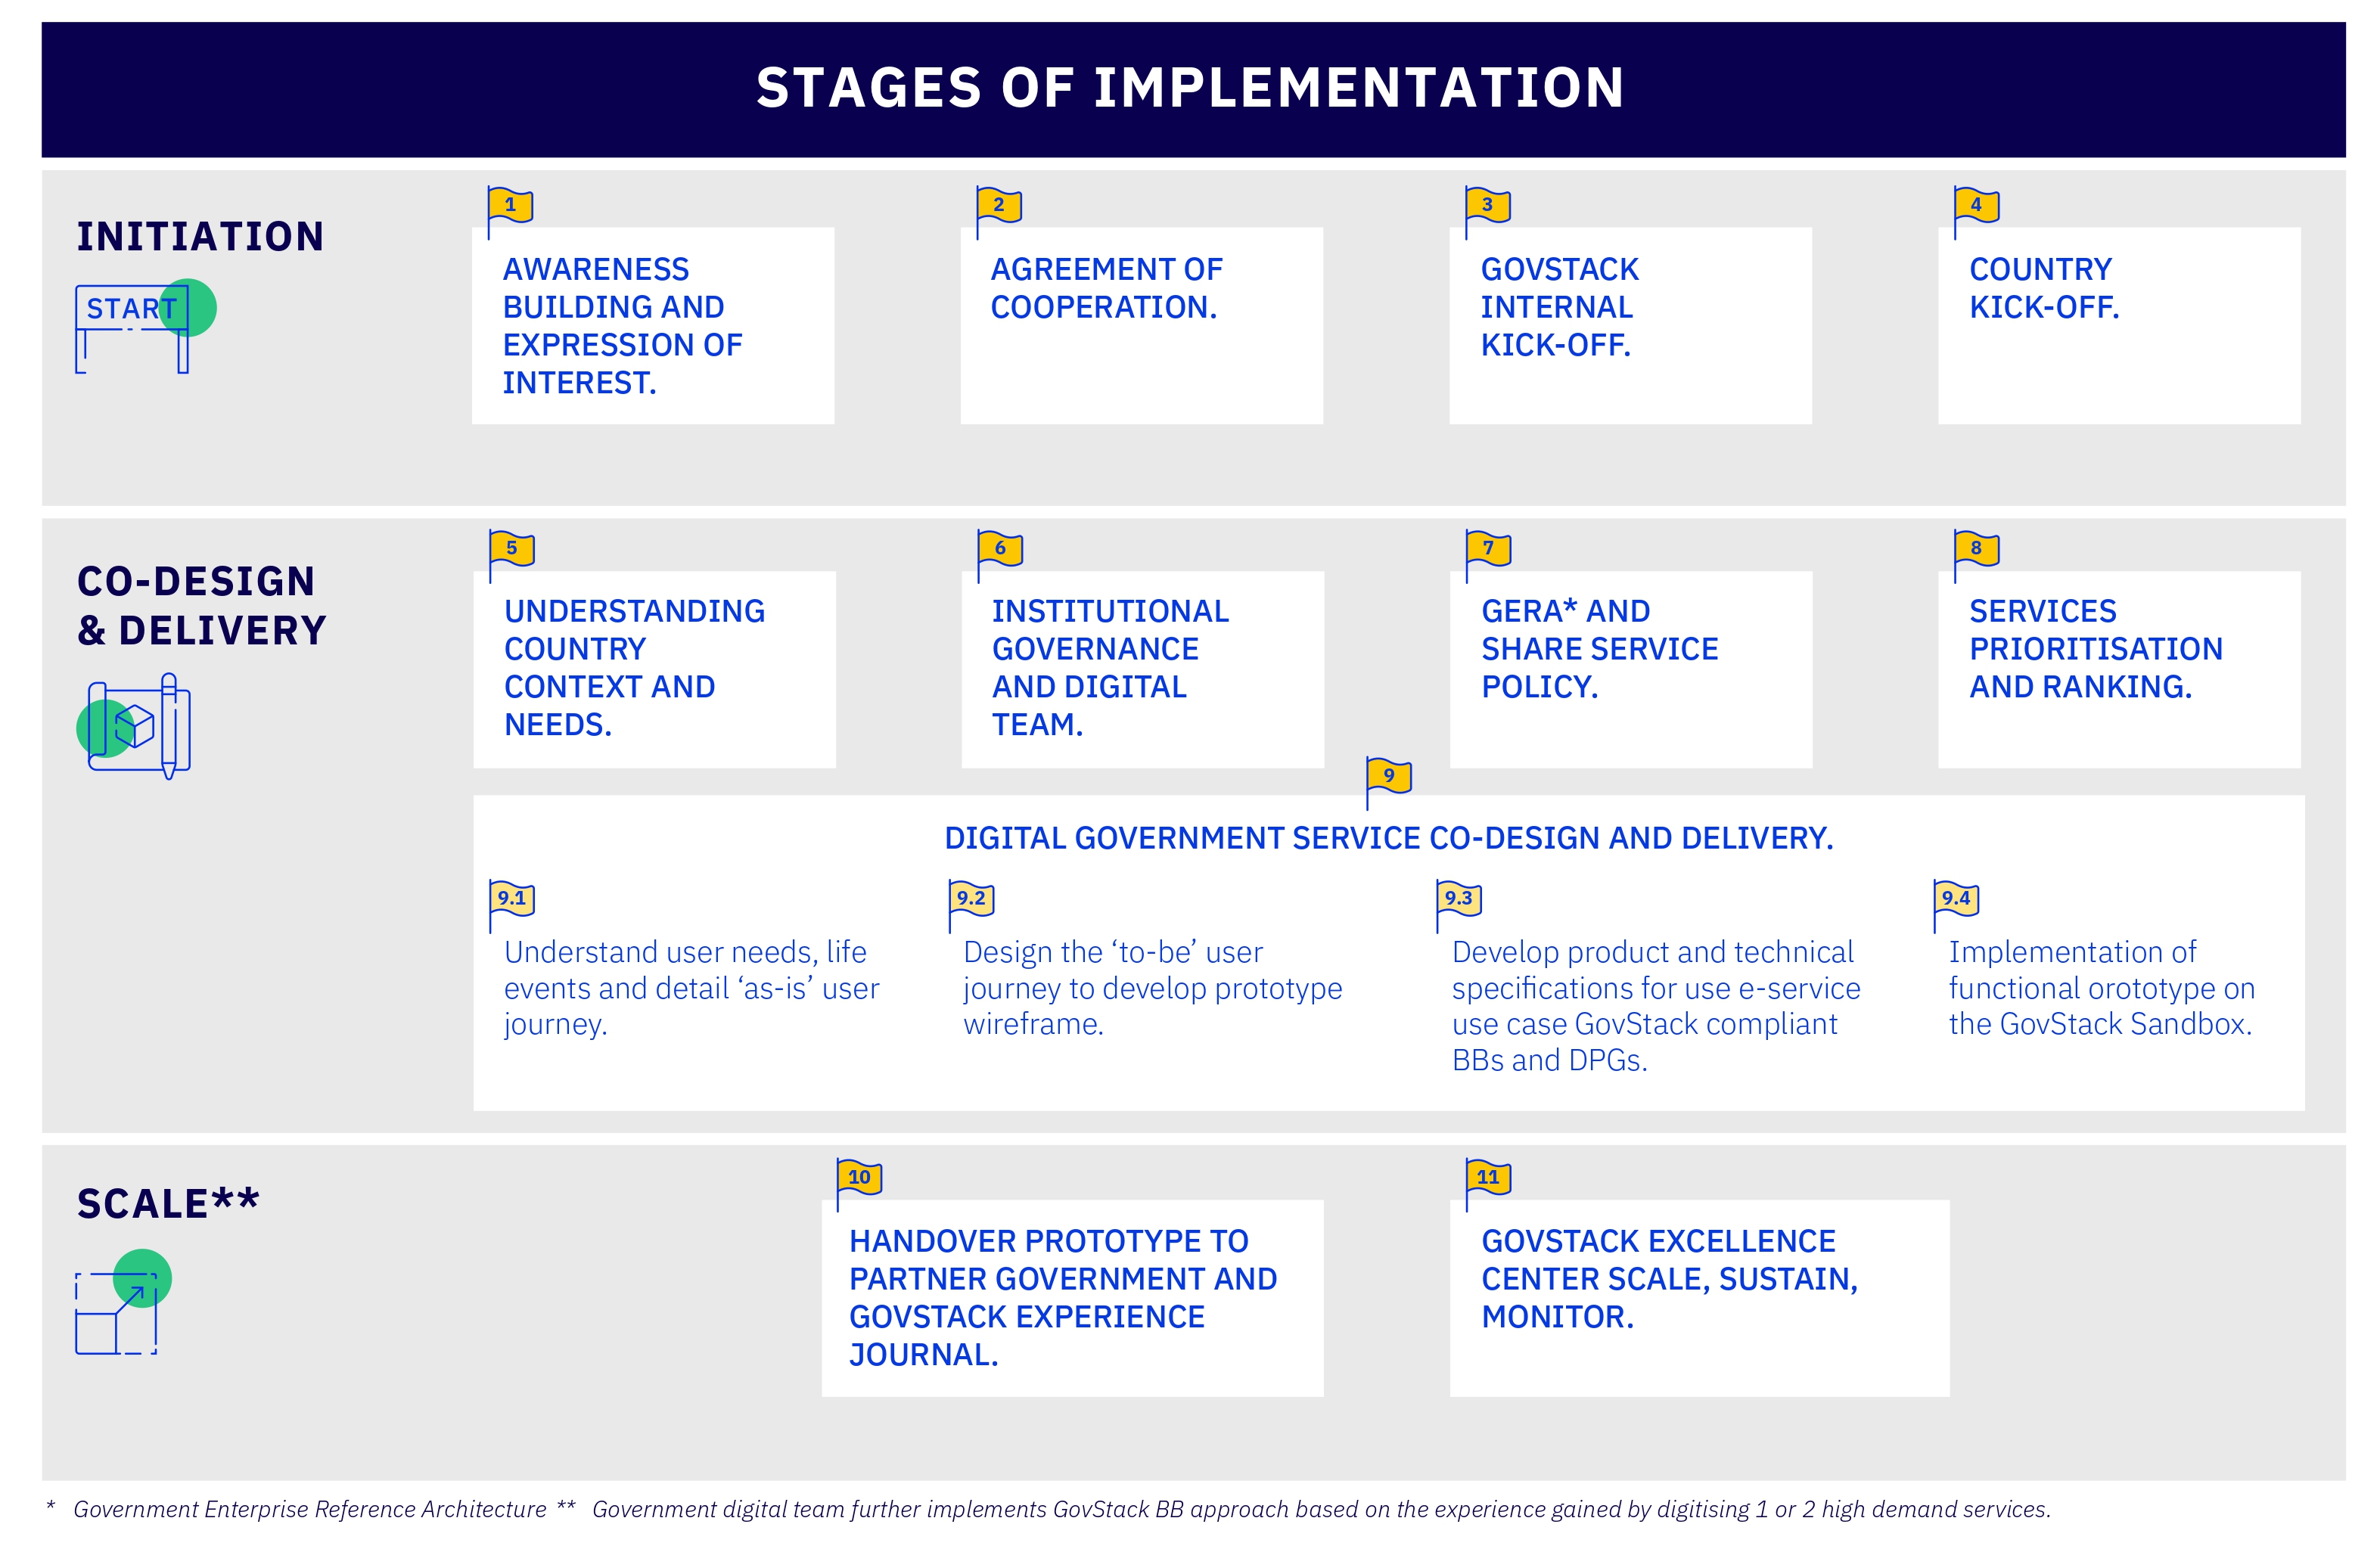 STAGES OF IMPLEMENTATION
INITIATION
START
1
AWARENESS
BUILDING AND
EXPRESSION OF
INTEREST.
2
AGREEMENT OF
COOPERATION.
3
GOVSTACK
INTERNAL
KICK-OFF.
4
COUNTRY
KICK-OFF.
CO-DESIGN
& DELIVERY
5
UNDERSTANDING
COUNTRY
CONTEXT AND
NEEDS.
6
INSTITUTIONAL
GOVERNANCE
AND DIGITAL
TEAM.
7
GERA* AND
SHARE SERVICE
POLICY.
8
SERVICES
PRIORITISATION
AND RANKING.
9
DIGITAL GOVERNMENT SERVICE CO-DESIGN AND DELIVERY.
9.1
Understand user needs, life
events and detail ‘as-is’ user
journey.
9.2
Design the ‘to-be’ user
journey to develop prototype
wireframe.
9.3
Develop product and technical
specifications for use e-service
use case GovStack compliant
BBs and DPGs.
9.4
Implementation of
functional orototype on
the GovStack Sandbox.
SCALE**
10
HANDOVER PROTOTYPE TO
PARTNER GOVERNMENT AND
GOVSTACK EXPERIENCE
JOURNAL.
11
GOVSTACK EXCELLENCE
CENTER SCALE, SUSTAIN,
MONITOR.
* Government Enterprise Reference Architecture ** Government digital team further implements GovStack BB approach based on the experience gained by digitising 1 or 2 high demand services.